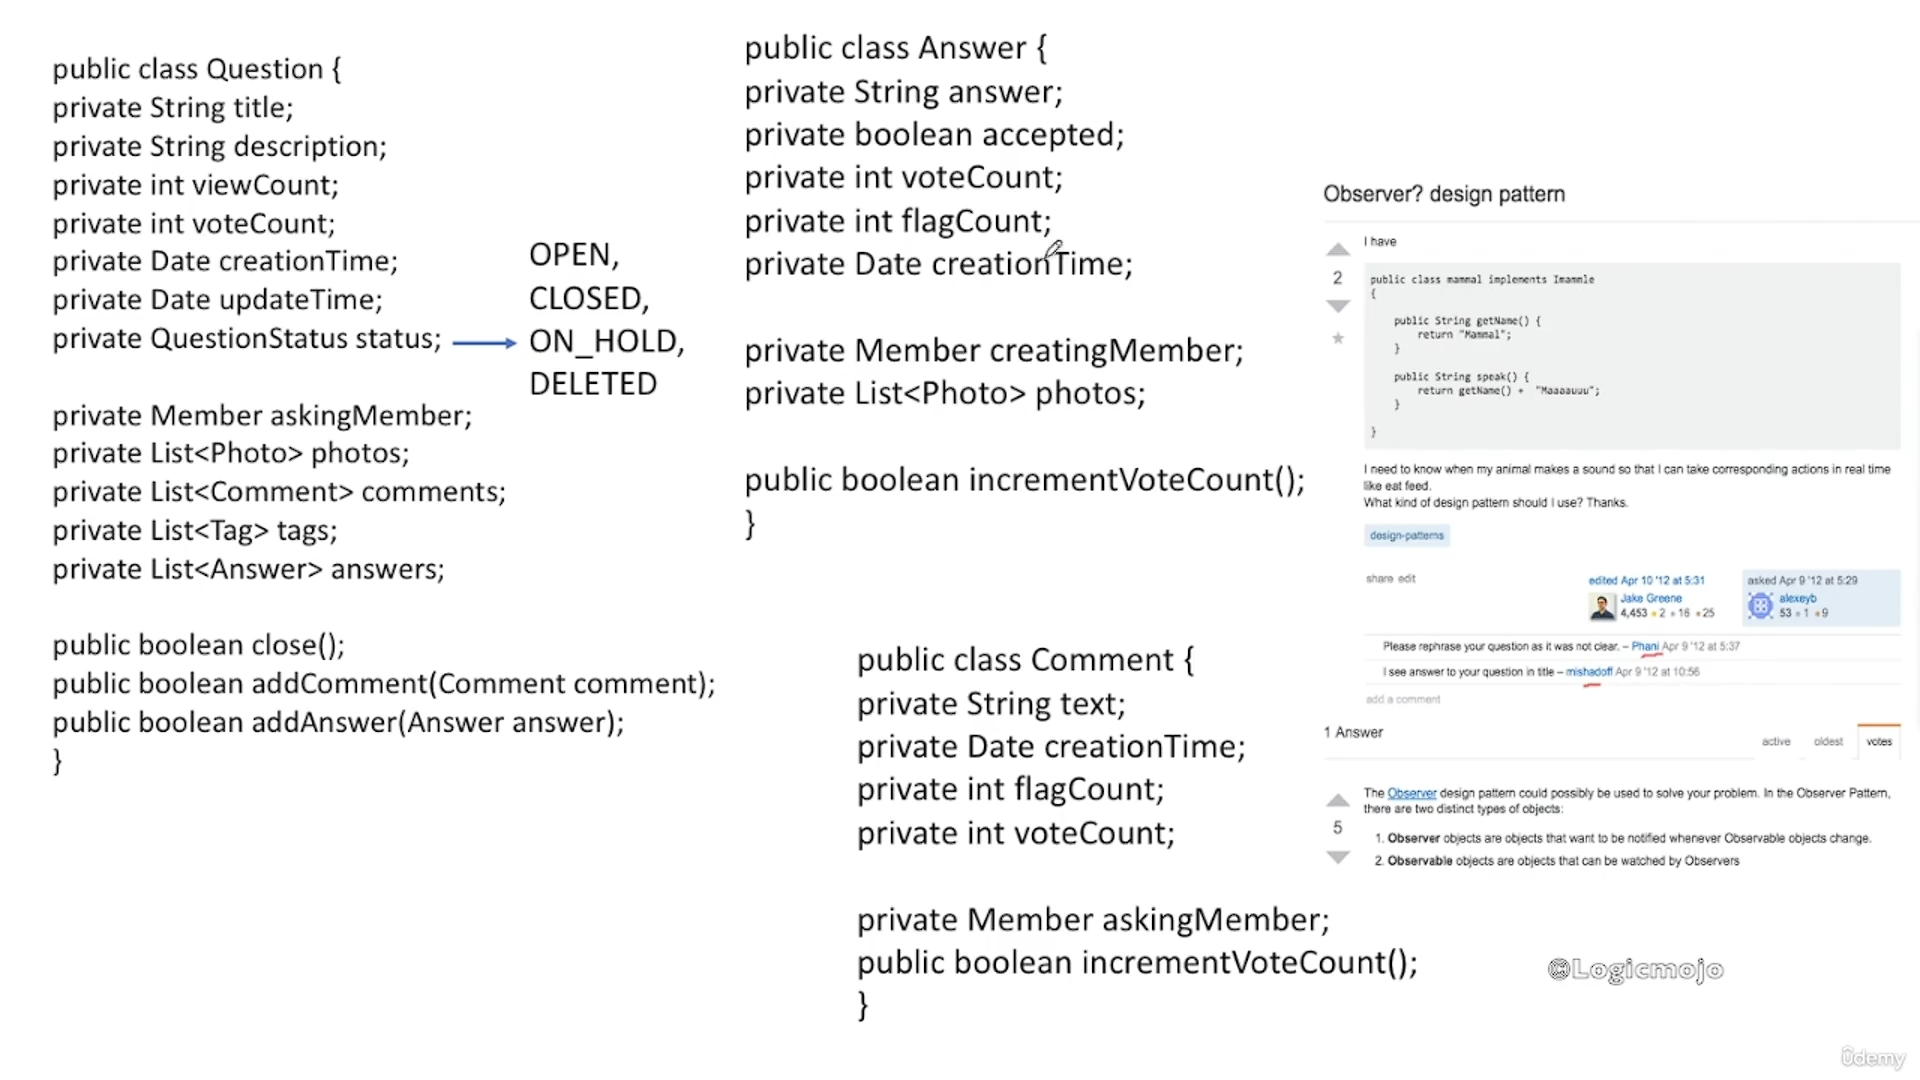 public class Question {
private String title;
private String description;
private int viewCount;
private int voteCount;
private Date creationTime;
private Date updateTime;
private QuestionStatus status;
OPEN,
CLOSED,
ON_HOLD,
DELETED
private Member askingMember;
private List<Photo> photos;
private List<Comment> comments;
private List<Tag> tags;
private List<Answer> answers;
public boolean close();
public boolean addComment(Comment comment);
public boolean addAnswer(Answer answer);
}
public class Answer {
private String answer;
private boolean accepted;
private int voteCount;
private int flagCount;
private Date creationTime;
private Member creatingMember;
private List<Photo> photos;
public boolean incrementVoteCount();
}
public class Comment {
private String text;
private Date creationTime;
private int flagCount;
private int voteCount;
private Member askingMember;
public boolean incrementVoteCount();
}
Observer? design pattern
I have
2
public class mammal implements Imammle
{
public String getName() {
return "Mammal";
}
public String speak() {
return getName() + "Maaaauuu";
}
}
I need to know when my animal makes a sound so that I can take corresponding actions in real time
like eat feed.
What kind of design pattern should I use? Thanks.
design-patterns
share edit
edited Apr 10 '12 at 5:31
Jake Greene
4,453 2 16 25
asked Apr 9 '12 at 5:29
alexeyb
53 1 9
Please rephrase your question as it was not clear. – Phani Apr 9 '12 at 5:37
I see answer to your question in title – mishadoff Apr 9 '12 at 10:56
add a comment
1 Answer
active oldest votes
5
The Observer design pattern could possibly be used to solve your problem. In the Observer Pattern,
there are two distinct types of objects:
1. Observer objects are objects that want to be notified whenever Observable objects change.
2. Observable objects are objects that can be watched by Observers
@Logicmojo
ûdemy